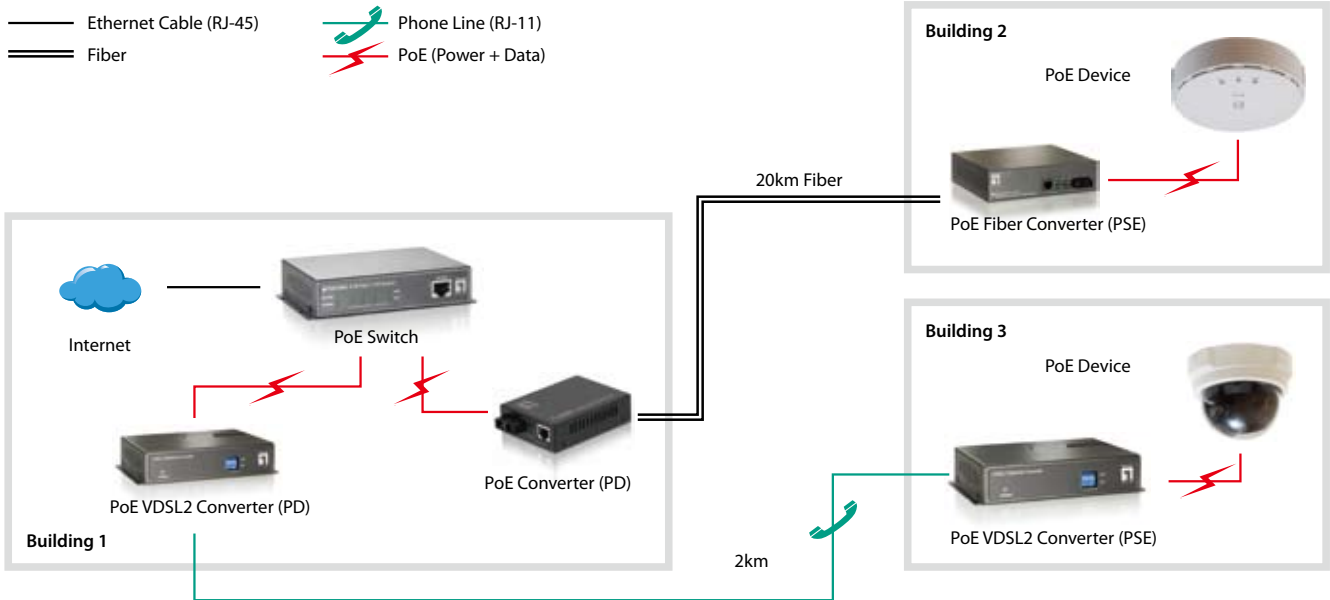 Ethernet Cable (RJ-45)
Phone Line (RJ-11)
Fiber
PoE (Power + Data)
Building 2
PoE Device
PoE Fiber Converter (PSE)
20km Fiber
Internet
PoE Switch
PoE VDSL2 Converter (PD)
PoE Converter (PD)
Building 1
2km
Building 3
PoE Device
PoE VDSL2 Converter (PSE)